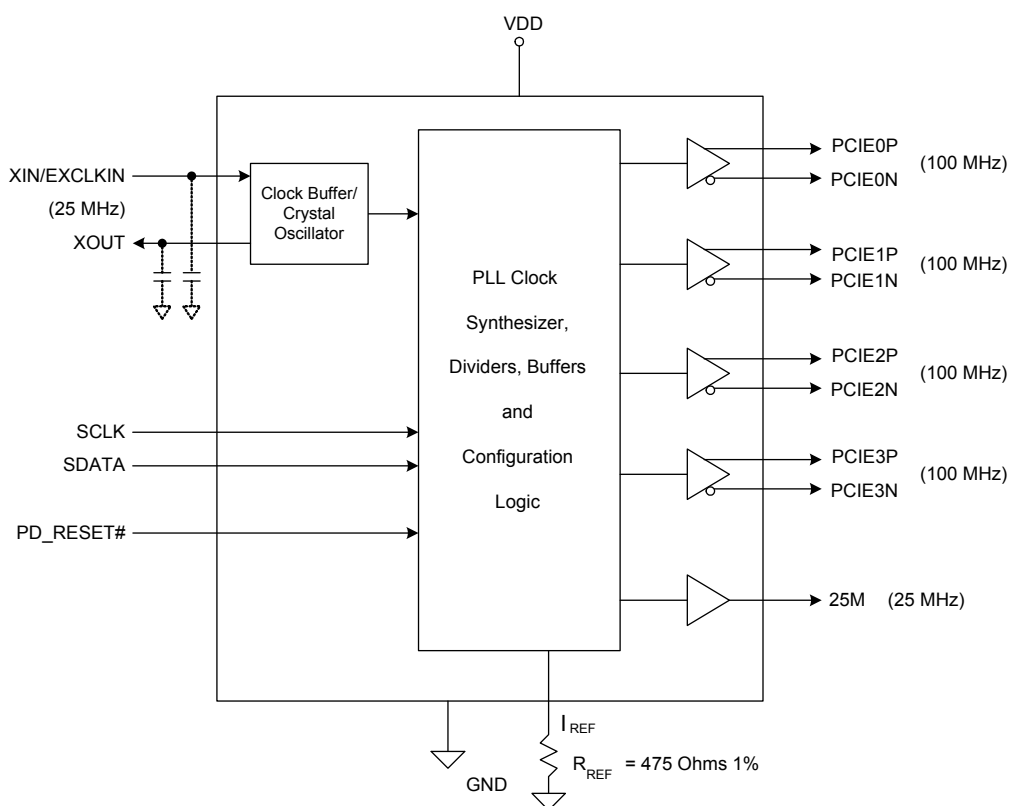 VDD
XIN/EXCLKIN
(25 MHz)
XOUT
Clock Buffer/
Crystal
Oscillator
SCLK
SDATA
PD_RESET#
PLL Clock
Synthesizer,
Dividers, Buffers
and
Configuration
Logic
PCIE0P
(100 MHz)
PCIE0N
PCIE1P
(100 MHz)
PCIE1N
PCIE2P
(100 MHz)
PCIE2N
PCIE3P
(100 MHz)
PCIE3N
25M (25 MHz)
IREF
RREF = 475 Ohms 1%
GND